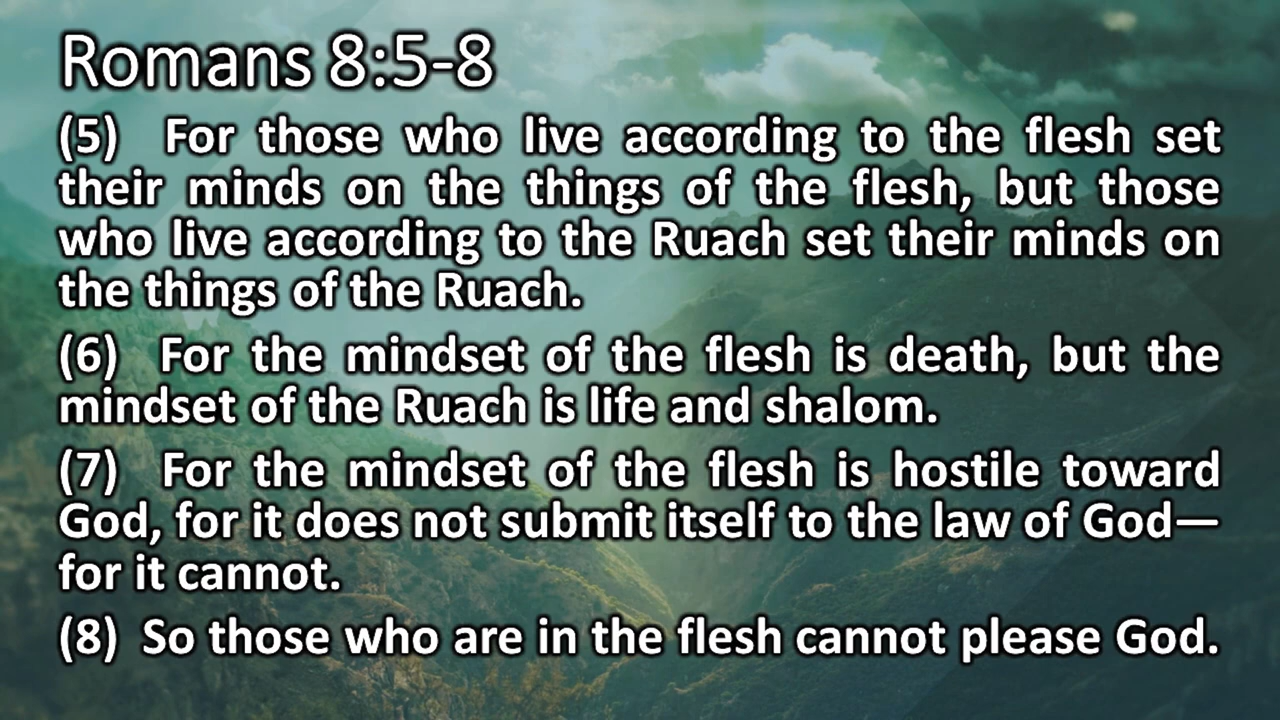 Romans 8:5-8
(5) For those who live according to the flesh set
their minds on the things of the flesh, but those
who live according to the Ruach set their minds on
the things of the Ruach.
(6) For the mindset of the flesh is death, but the
mindset of the Ruach is life and shalom.
(7) For the mindset of the flesh is hostile toward
God, for it does not submit itself to the law of God—
for it cannot.
(8) So those who are in the flesh cannot please God.